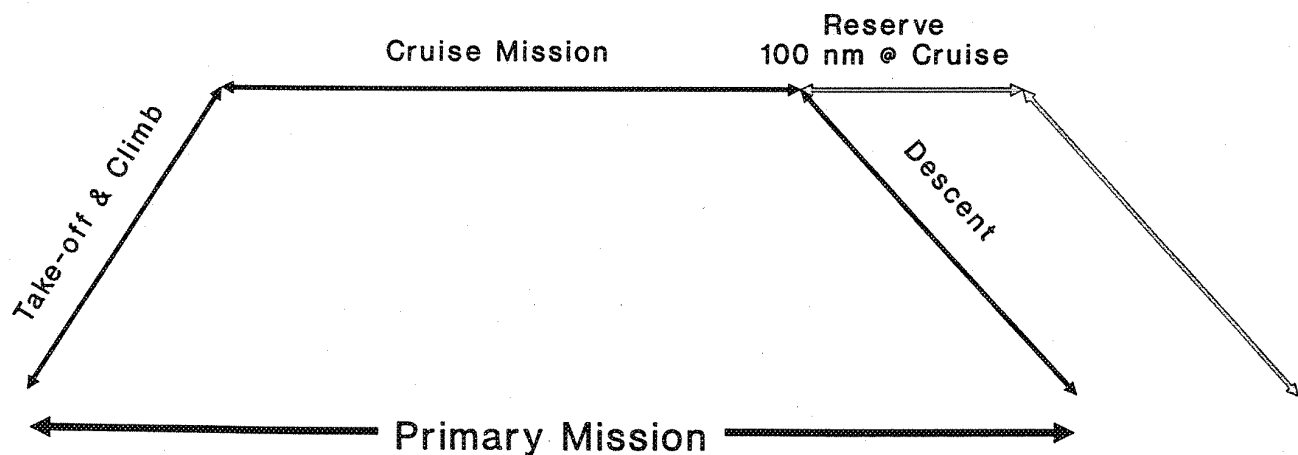 Reserve
Cruise Mission
100 nm @ Cruise
Take-off & Climb
Descent
Primary Mission